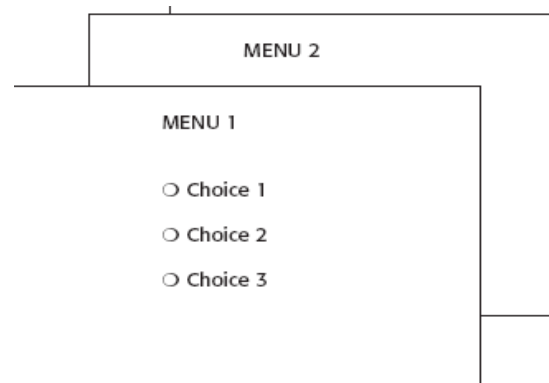 MENU 2
MENU 1
❍ Choice 1
❍ Choice 2
❍ Choice 3